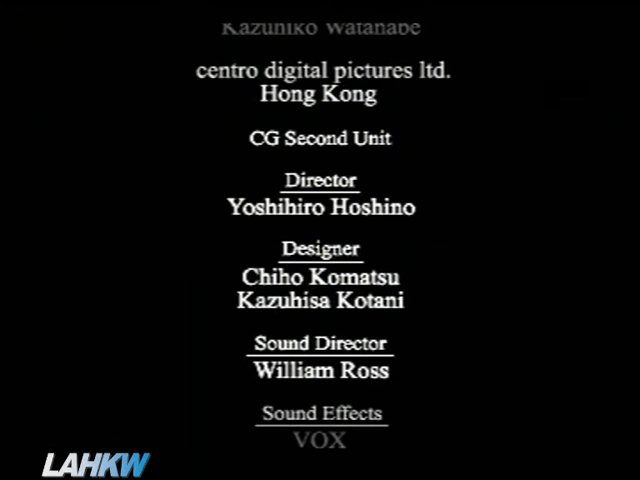 Kazuhiko Watanabe
centro digital pictures ltd.
Hong Kong
CG Second Unit
Director
Yoshihiro Hoshino
Designer
Chiho Komatsu
Kazuhisa Kotani
Sound Director
William Ross
Sound Effects
VOX
LAHKW